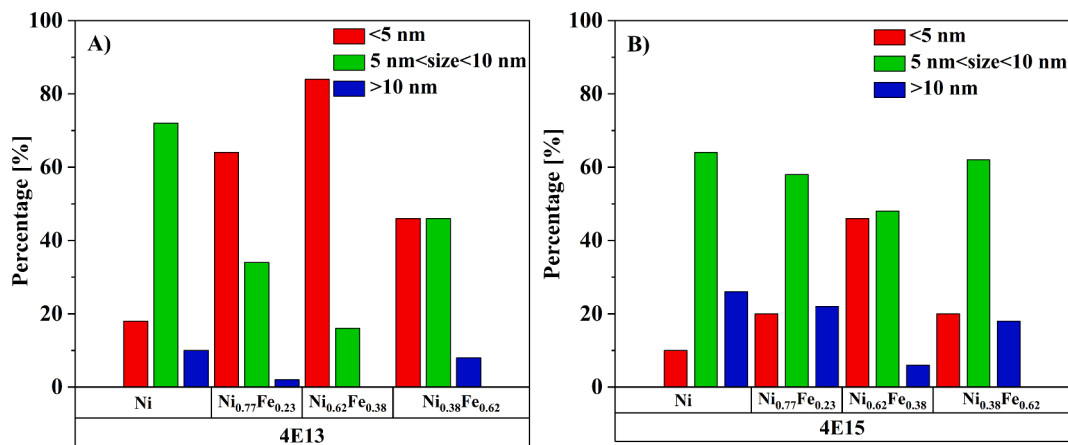 A)
<5 nm
5 nm<size<10 nm
>10 nm
Percentage [%]
100
80
60
40
20
0
Ni
Ni0.77Fe0.23
Ni0.62Fe0.38
Ni0.38Fe0.62
4E13
B)
<5 nm
5 nm<size<10 nm
>10 nm
Percentage [%]
100
80
60
40
20
0
Ni
Ni0.77Fe0.23
Ni0.62Fe0.38
Ni0.38Fe0.62
4E15